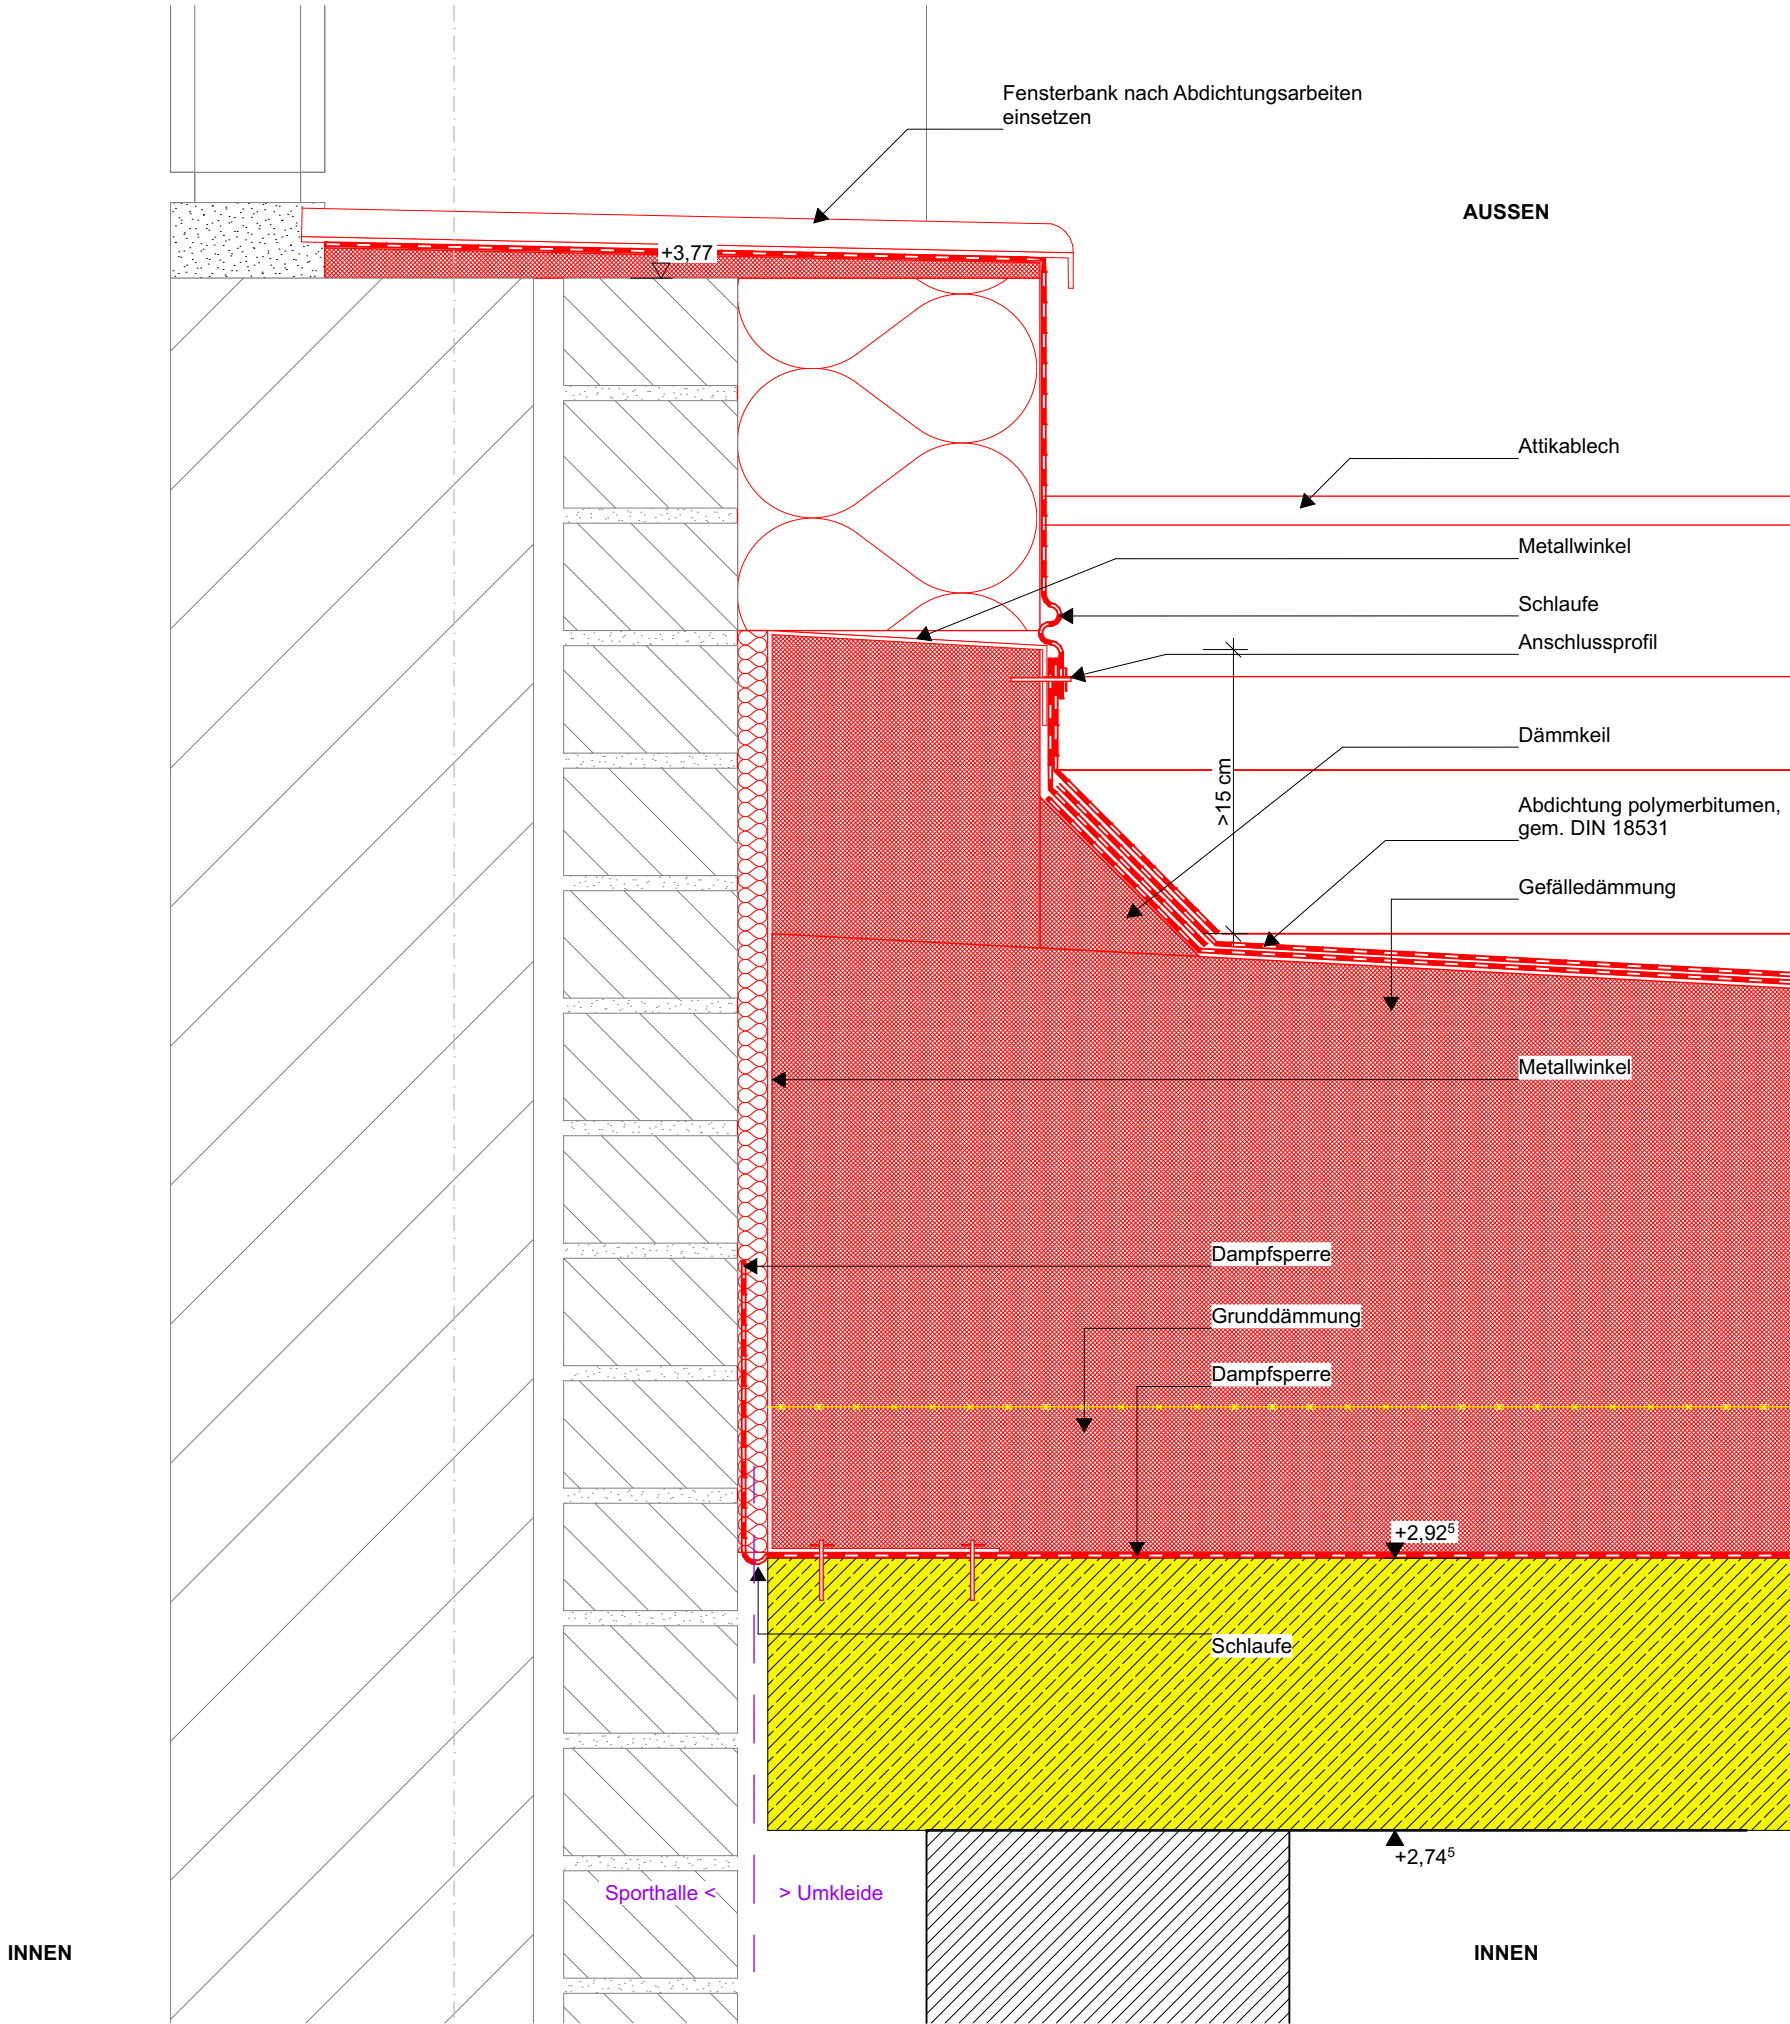 Fensterbank nach Abdichtungsarbeiten
einsetzen
AUSSEN
+3,77
Attikablech
Metallwinkel
Schlaufe
Anschlussprofil
Dämmkeil
>15 cm
Abdichtung polymerbitumen,
gem. DIN 18531
Gefälledämmung
Metallwinkel
Dampfsperre
Grunddämmung
Dampfsperre
+2,92⁵
Schlaufe
+2,74⁵
Sporthalle <
> Umkleide
INNEN
INNEN